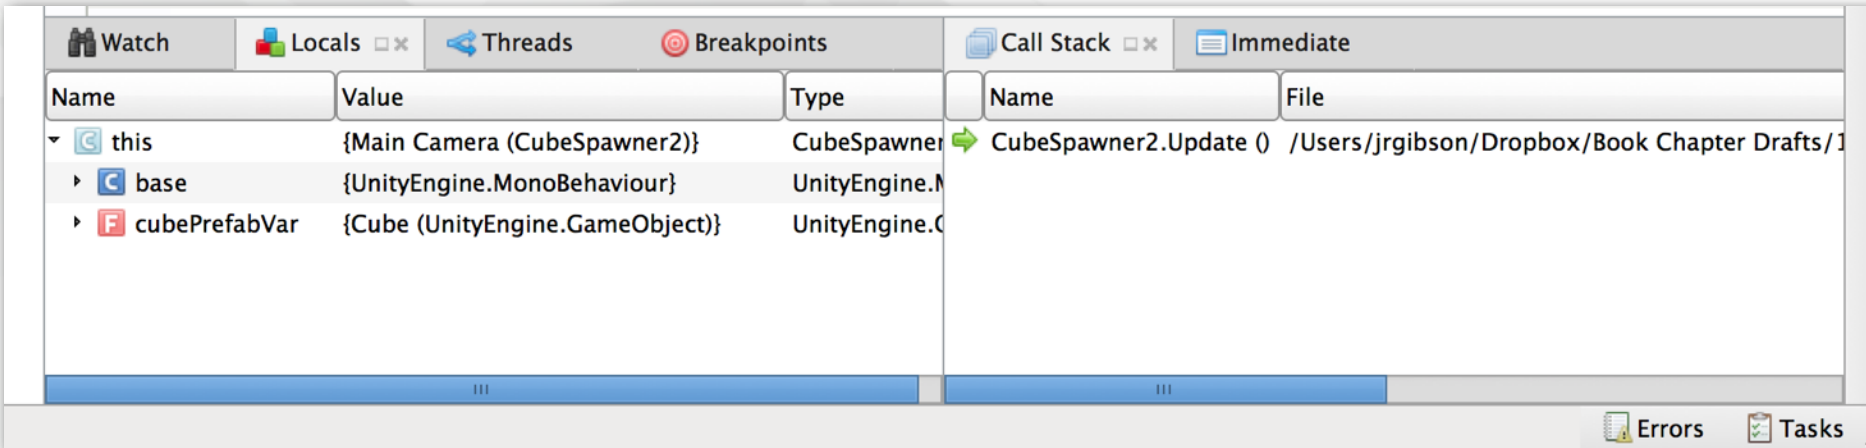 Watch Locals Threads Breakpoints Call Stack Immediate
Name Value Type Name File
this {Main Camera (CubeSpawner2)} CubeSpawner CubeSpawner2.Update () /Users/jrgibson/Dropbox/Book Chapter Drafts/1
base {UnityEngine.MonoBehaviour} UnityEngine.M
cubePrefabVar {Cube (UnityEngine.GameObject)} UnityEngine.G
Errors Tasks